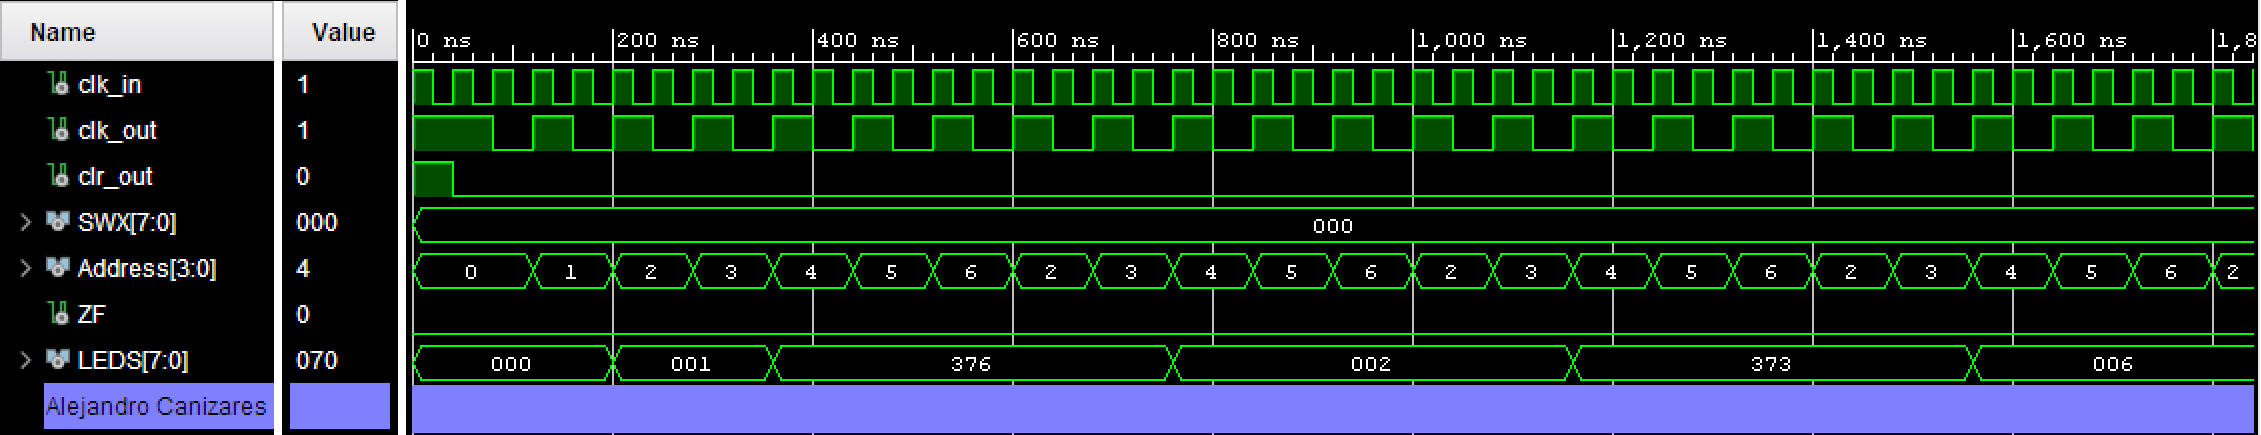 Name Value 0 ns 200 ns 400 ns 600 ns 800 ns 1,000 ns 1,200 ns 1,400 ns 1,600 ns 1,8
clk_in 1
clk_out 1
clr_out 0
SWX[7:0] 000 000
Address[3:0] 4 0 1 2 3 4 5 6 2 3 4 5 6 2 3 4 5 6 2 3 4 5 6 2
ZF 0
LEDS[7:0] 070 000 001 376 002 373 006
Alejandro Canizares